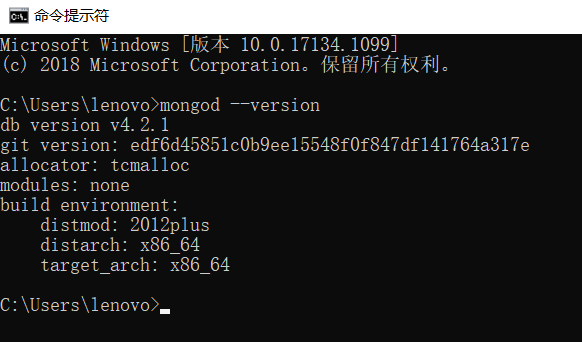 命令提示符
Microsoft Windows [版本 10.0.17134.1099]
(c) 2018 Microsoft Corporation。保留所有权利。
C:\Users\lenovo>mongod --version
db version v4.2.1
git version: edf6d45851c0b9ee15548f0f847df141764a317e
allocator: tcmalloc
modules: none
build environment:
    distmod: 2012plus
    distarch: x86_64
    target_arch: x86_64
C:\Users\lenovo>